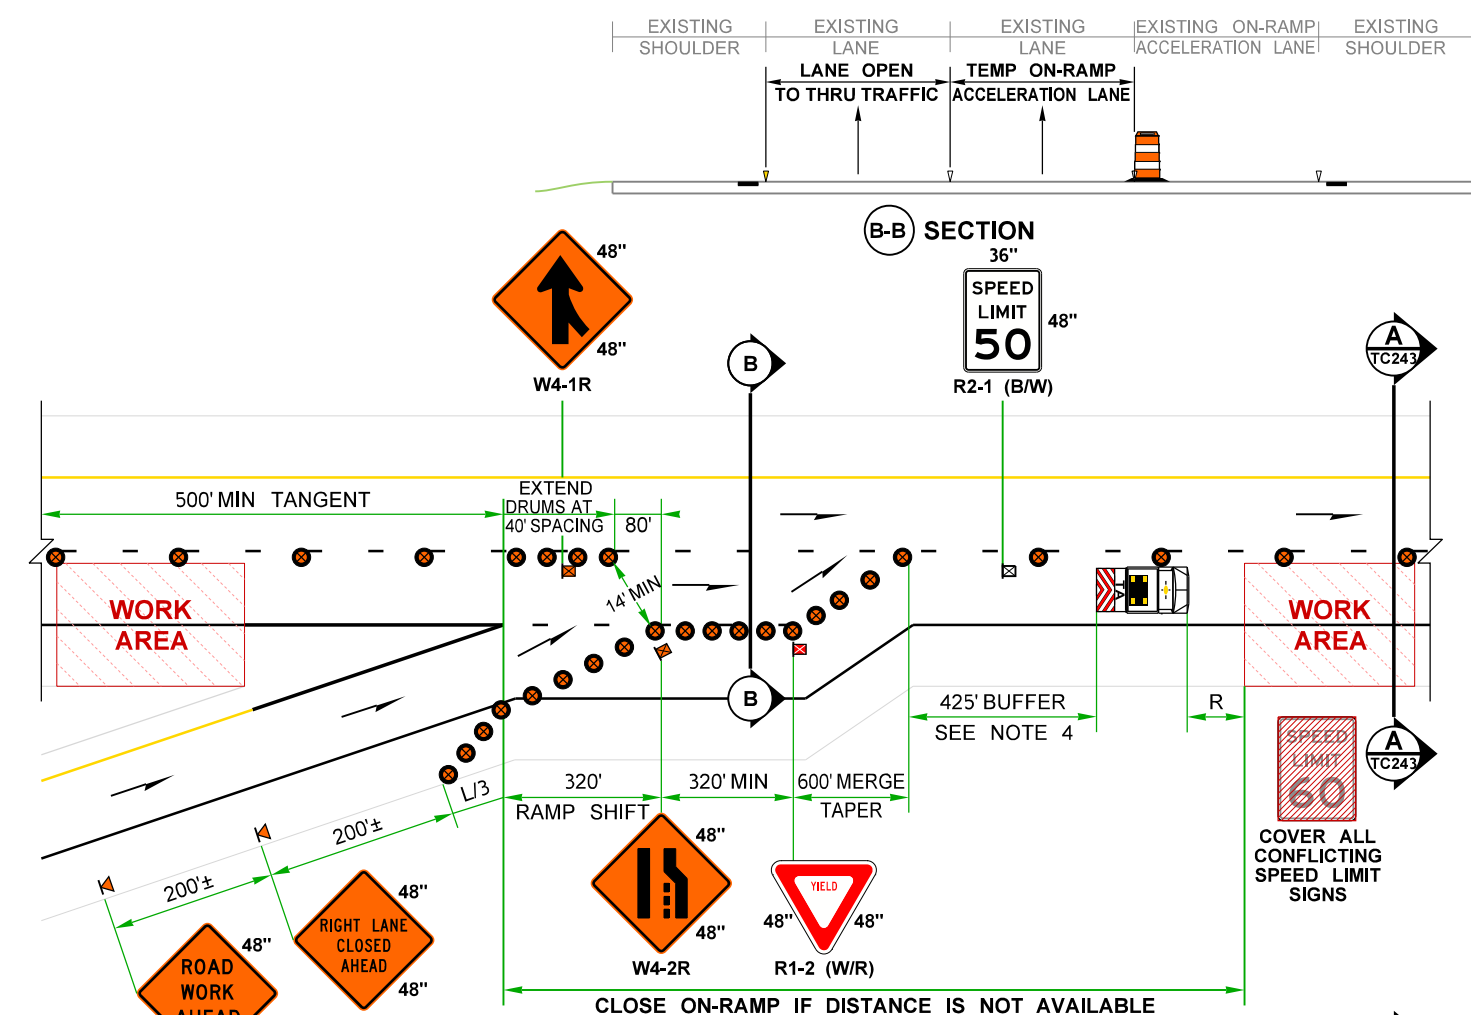 EXISTING SHOULDER
EXISTING LANE
EXISTING LANE
EXISTING ON-RAMP ACCELERATION LANE
EXISTING SHOULDER
LANE OPEN
TO THRU TRAFFIC
TEMP ON-RAMP
ACCELERATION LANE
B-B SECTION
48"
48"
W4-1R
36"
SPEED
LIMIT
50
48"
R2-1 (B/W)
B
A
TC243
500' MIN TANGENT
EXTEND
DRUMS AT
40' SPACING
80'
14' MIN
WORK
AREA
TA
WORK
AREA
B
425' BUFFER
SEE NOTE 4
R
A
TC243
SPEED
LIMIT
60
COVER ALL
CONFLICTING
SPEED LIMIT
SIGNS
L/3
320'
RAMP SHIFT
320' MIN
600' MERGE
TAPER
200'±
200'±
48"
48"
W4-2R
YIELD
48"
48"
R1-2 (W/R)
RIGHT LANE
CLOSED
AHEAD
48"
48"
ROAD
WORK
AHEAD
48"
CLOSE ON-RAMP IF DISTANCE IS NOT AVAILABLE